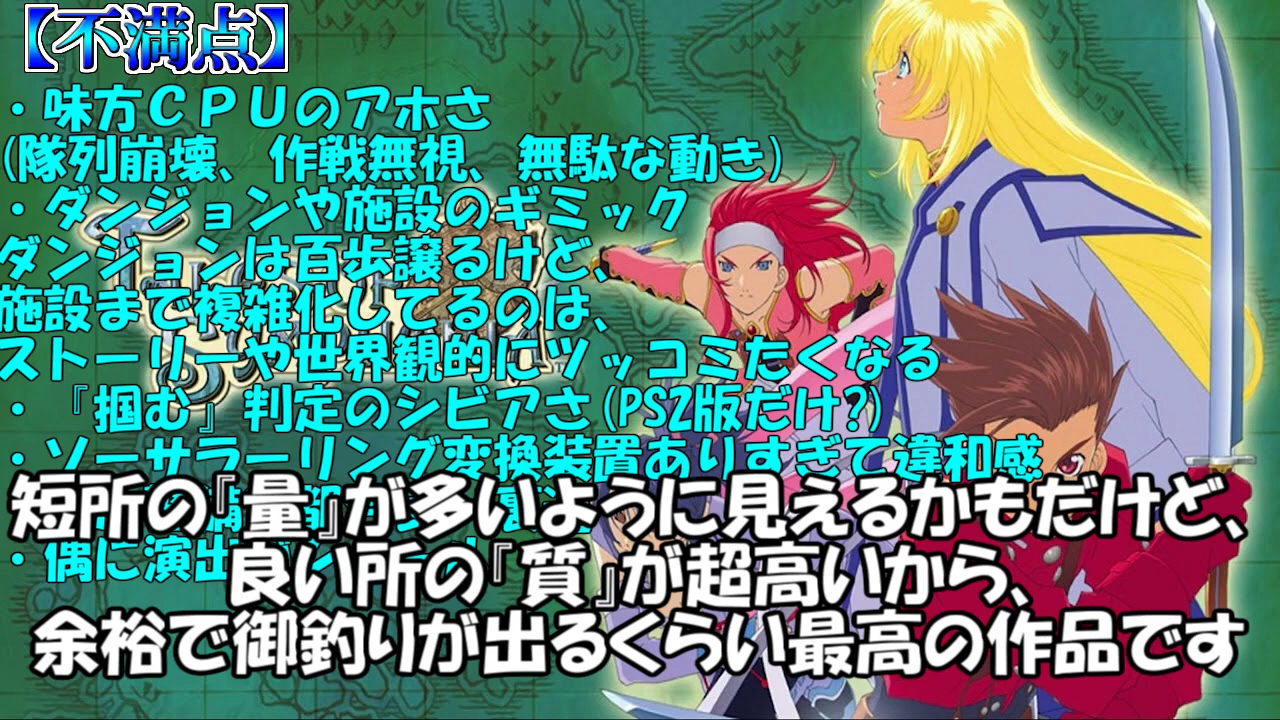 【不満点】
・味方CPUのアホさ
(隊列崩壊、作戦無視、無駄な動き)
・ダンジョンや施設のギミック
ダンジョンは百歩譲るけど、
施設まで複雑化してるのは、
ストーリーや世界観的にツッコミたくなる
・『掴む』判定のシビアさ(PS2版だけ?)
・ソーサラーリング変換装置ありすぎて違和感
・偶に演出
短所の『量』が多いように見えるかもだけど、
良い所の『質』が超高いから、
余裕で御釣りが出るくらい最高の作品です